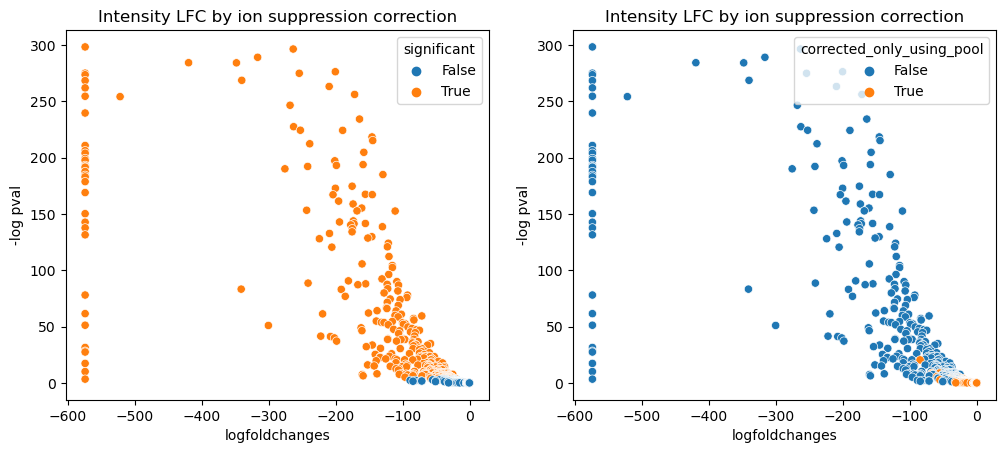 Intensity LFC by ion suppression correction
300
250
200
150
100
50
0
-log pval
−600
−500
−400
−300
−200
−100
0
logfoldchanges
significant
False
True
Intensity LFC by ion suppression correction
300
250
200
150
100
50
0
-log pval
−600
−500
−400
−300
−200
−100
0
logfoldchanges
corrected_only_using_pool
False
True